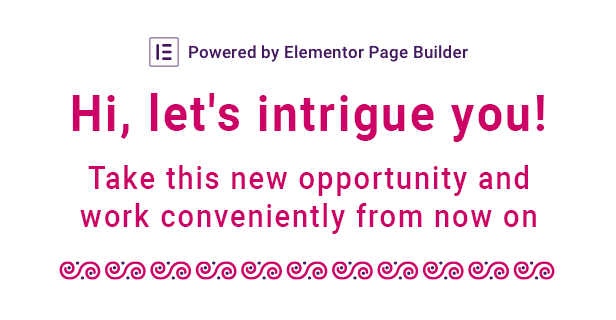 Powered by Elementor Page Builder
Hi, let's intrigue you!
Take this new opportunity and
work conveniently from now on